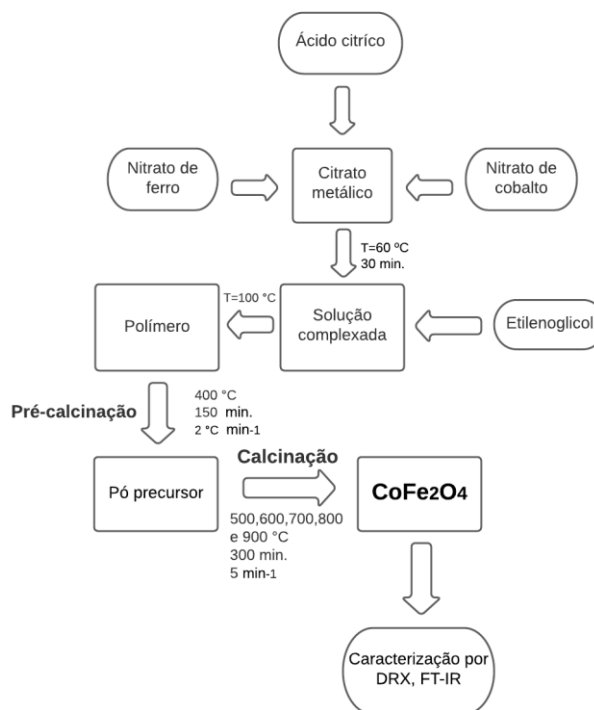 Ácido citríco
Nitrato de
ferro
Citrato
metálico
Nitrato de
cobalto
T=60 ºC
30 min.
Polímero
T=100 °C
Solução
complexada
Etilenoglicol
Pré-calcinação
400 °C
150 min.
2 °C min-1
Pó precursor
Calcinação
500,600,700,800
e 900 °C
300 min.
5 min-1
CoFe2O4
Caracterização por
DRX, FT-IR